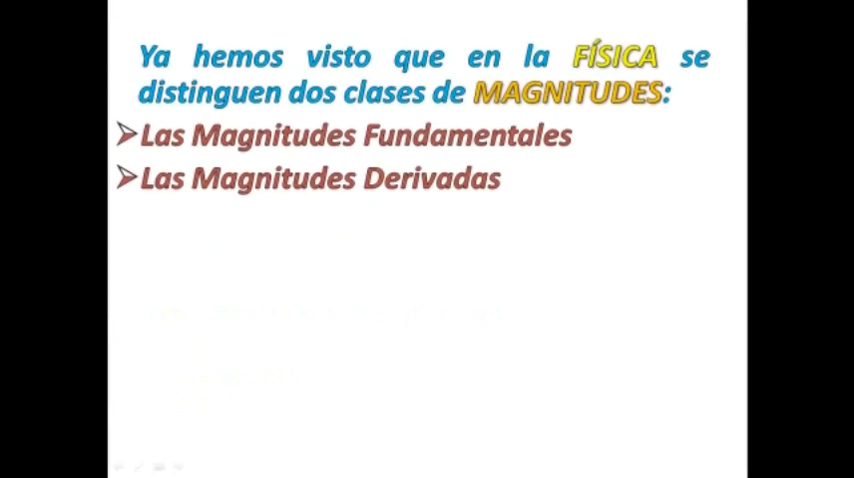 Ya hemos visto que en la FÍSICA se
distinguen dos clases de MAGNITUDES:
Las Magnitudes Fundamentales
Las Magnitudes Derivadas